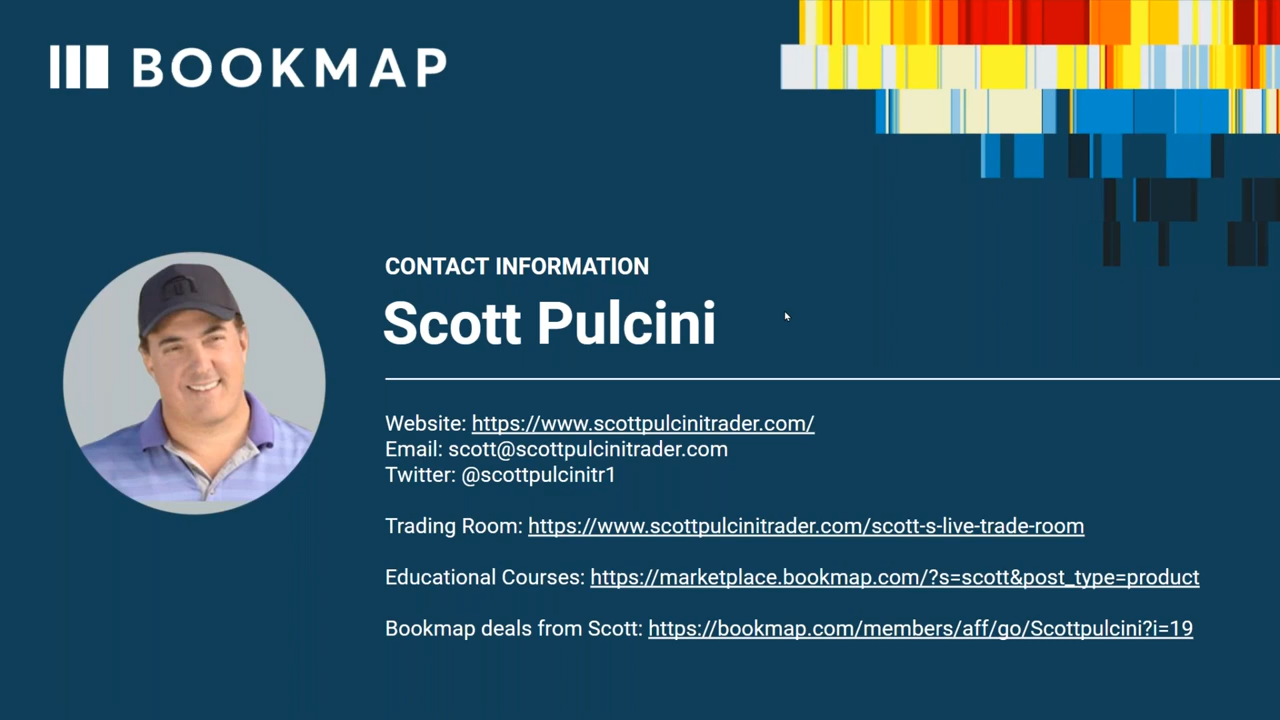 BOOKMAP
CONTACT INFORMATION
Scott Pulcini
Website: https://www.scottpulcinitrader.com/
Email: scott@scottpulcinitrader.com
Twitter: @scottpulcinitr1
Trading Room: https://www.scottpulcinitrader.com/scott-s-live-trade-room
Educational Courses: https://marketplace.bookmap.com/?s=scott&post_type=product
Bookmap deals from Scott: https://bookmap.com/members/aff/go/Scottpulcini?i=19